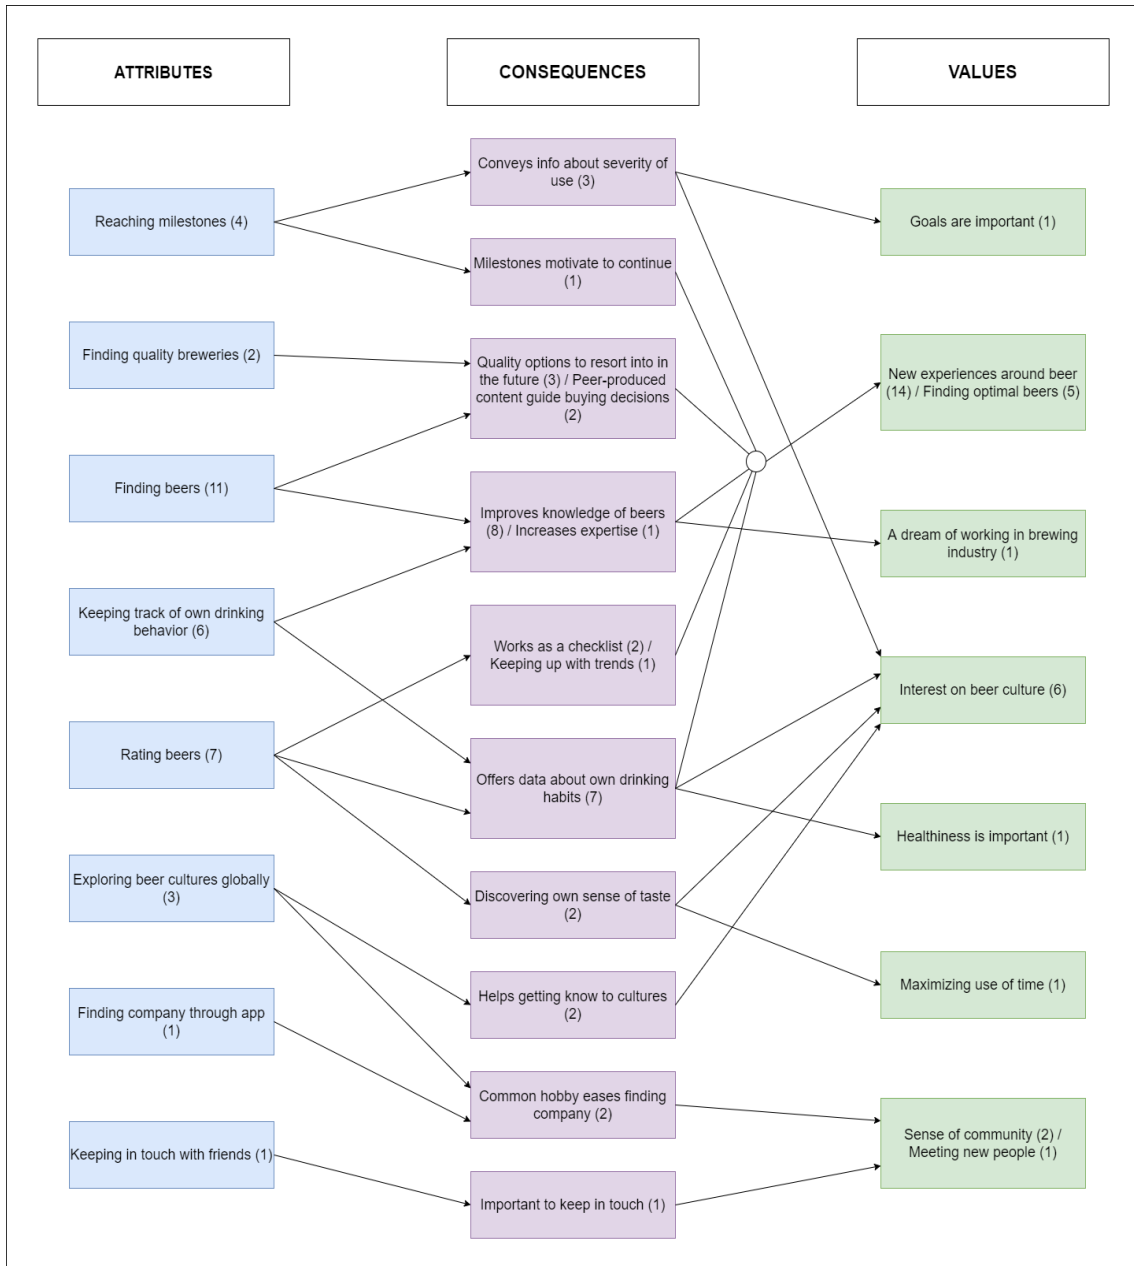 ATTRIBUTES
CONSEQUENCES
VALUES
Reaching milestones (4)
Finding quality breweries (2)
Finding beers (11)
Keeping track of own drinking
behavior (6)
Rating beers (7)
Exploring beer cultures globally
(3)
Finding company through app
(1)
Keeping in touch with friends (1)
Conveys info about severity of
use (3)
Milestones motivate to continue
(1)
Quality options to resort into in
the future (3) / Peer-produced
content guide buying decisions
(2)
Improves knowledge of beers
(8) / Increases expertise (1)
Works as a checklist (2) /
Keeping up with trends (1)
Offers data about own drinking
habits (7)
Discovering own sense of taste
(2)
Helps getting know to cultures
(2)
Common hobby eases finding
company (2)
Important to keep in touch (1)
Goals are important (1)
New experiences around beer
(14) / Finding optimal beers (5)
A dream of working in brewing
industry (1)
Interest on beer culture (6)
Healthiness is important (1)
Maximizing use of time (1)
Sense of community (2) /
Meeting new people (1)